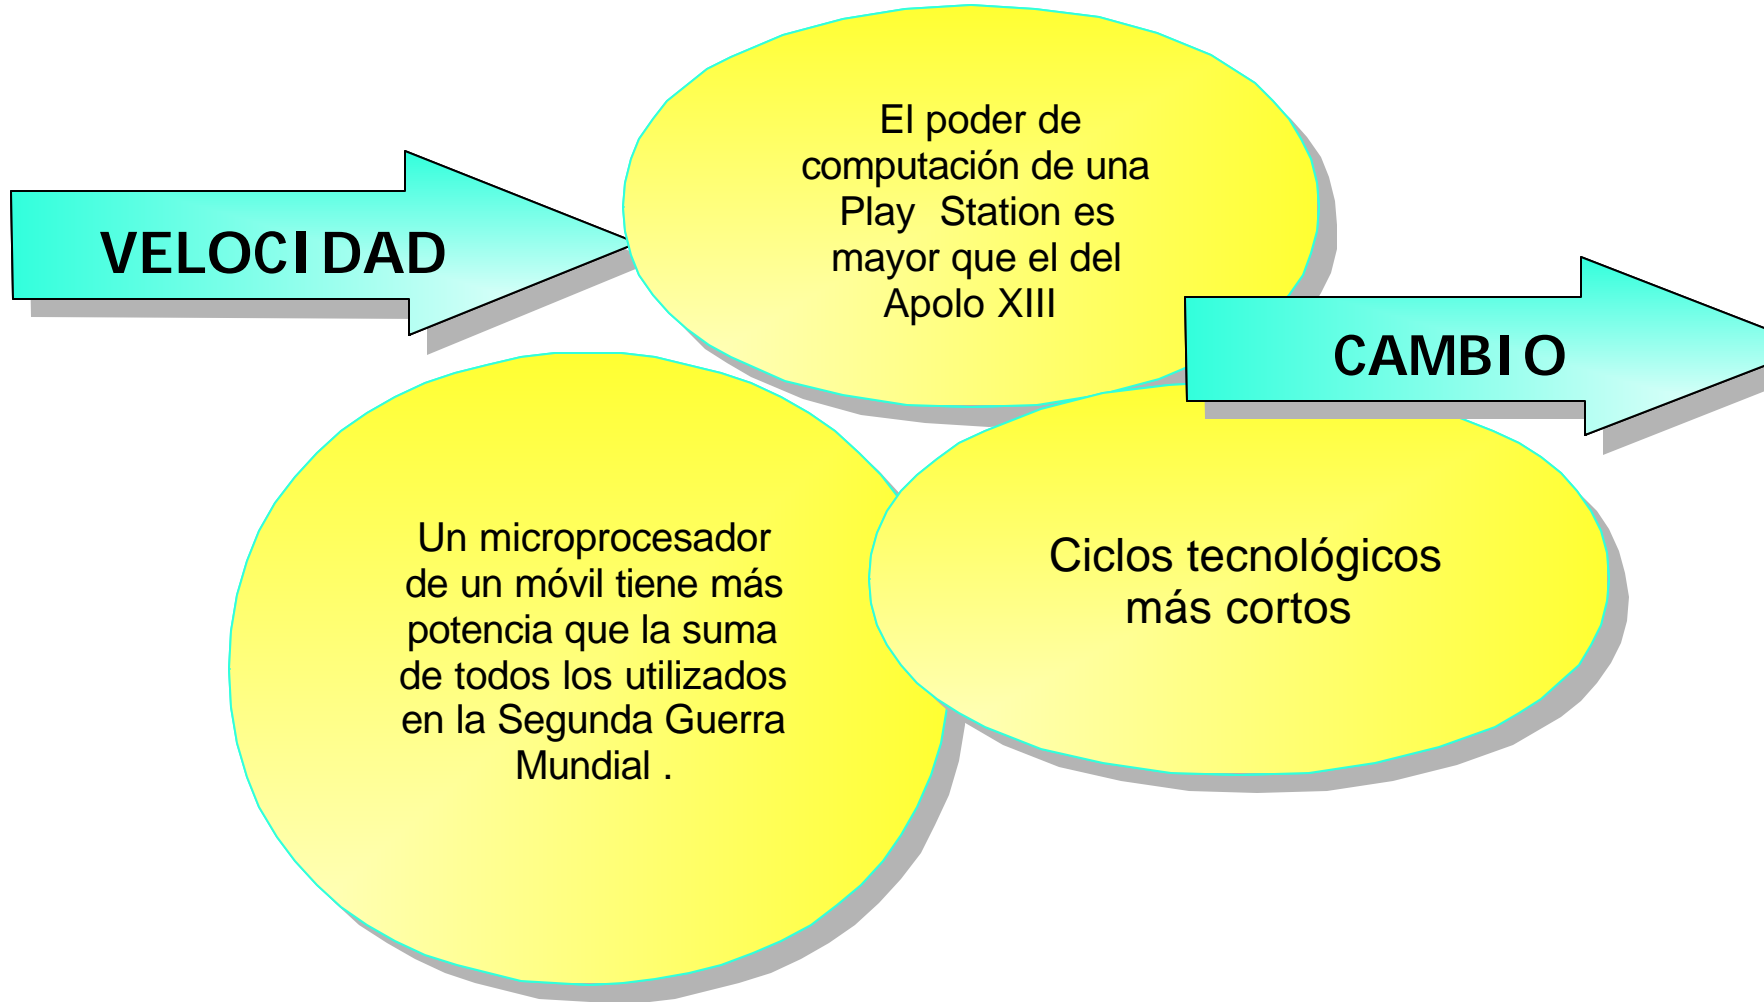 VELOCIDAD
El poder de
computación de una
Play Station es
mayor que el del
Apolo XIII
CAMBIO
Un microprocesador
de un móvil tiene más
potencia que la suma
de todos los utilizados
en la Segunda Guerra
Mundial .
Ciclos tecnológicos
más cortos